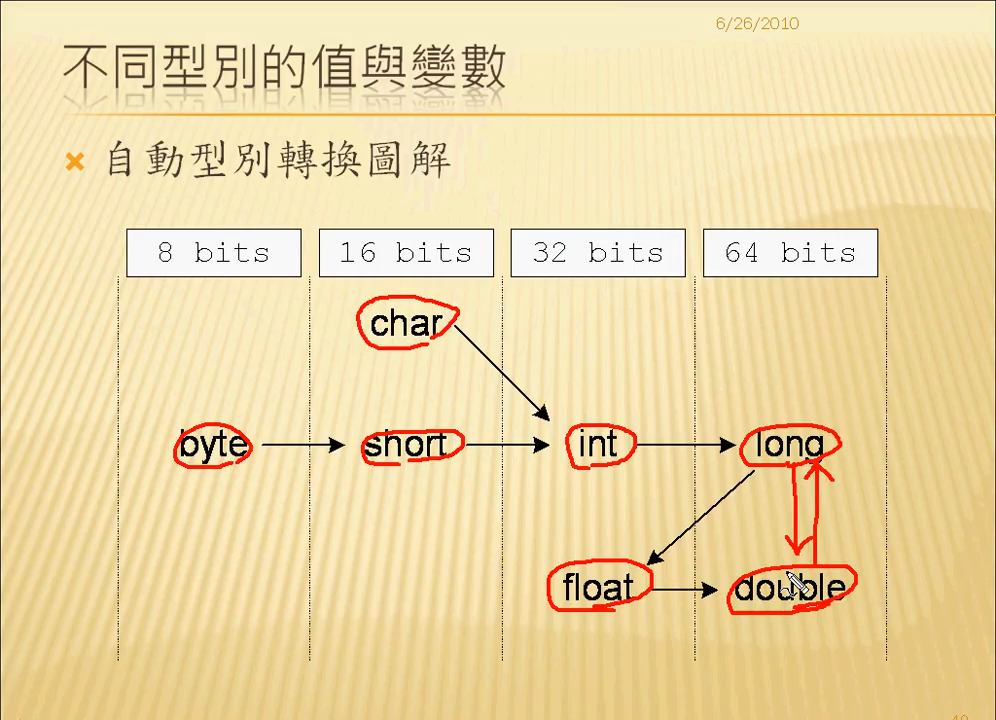 6/26/2010
不同型別的值與變數
自動型別轉換圖解
8 bits 16 bits 32 bits 64 bits
char
byte short int long
float double